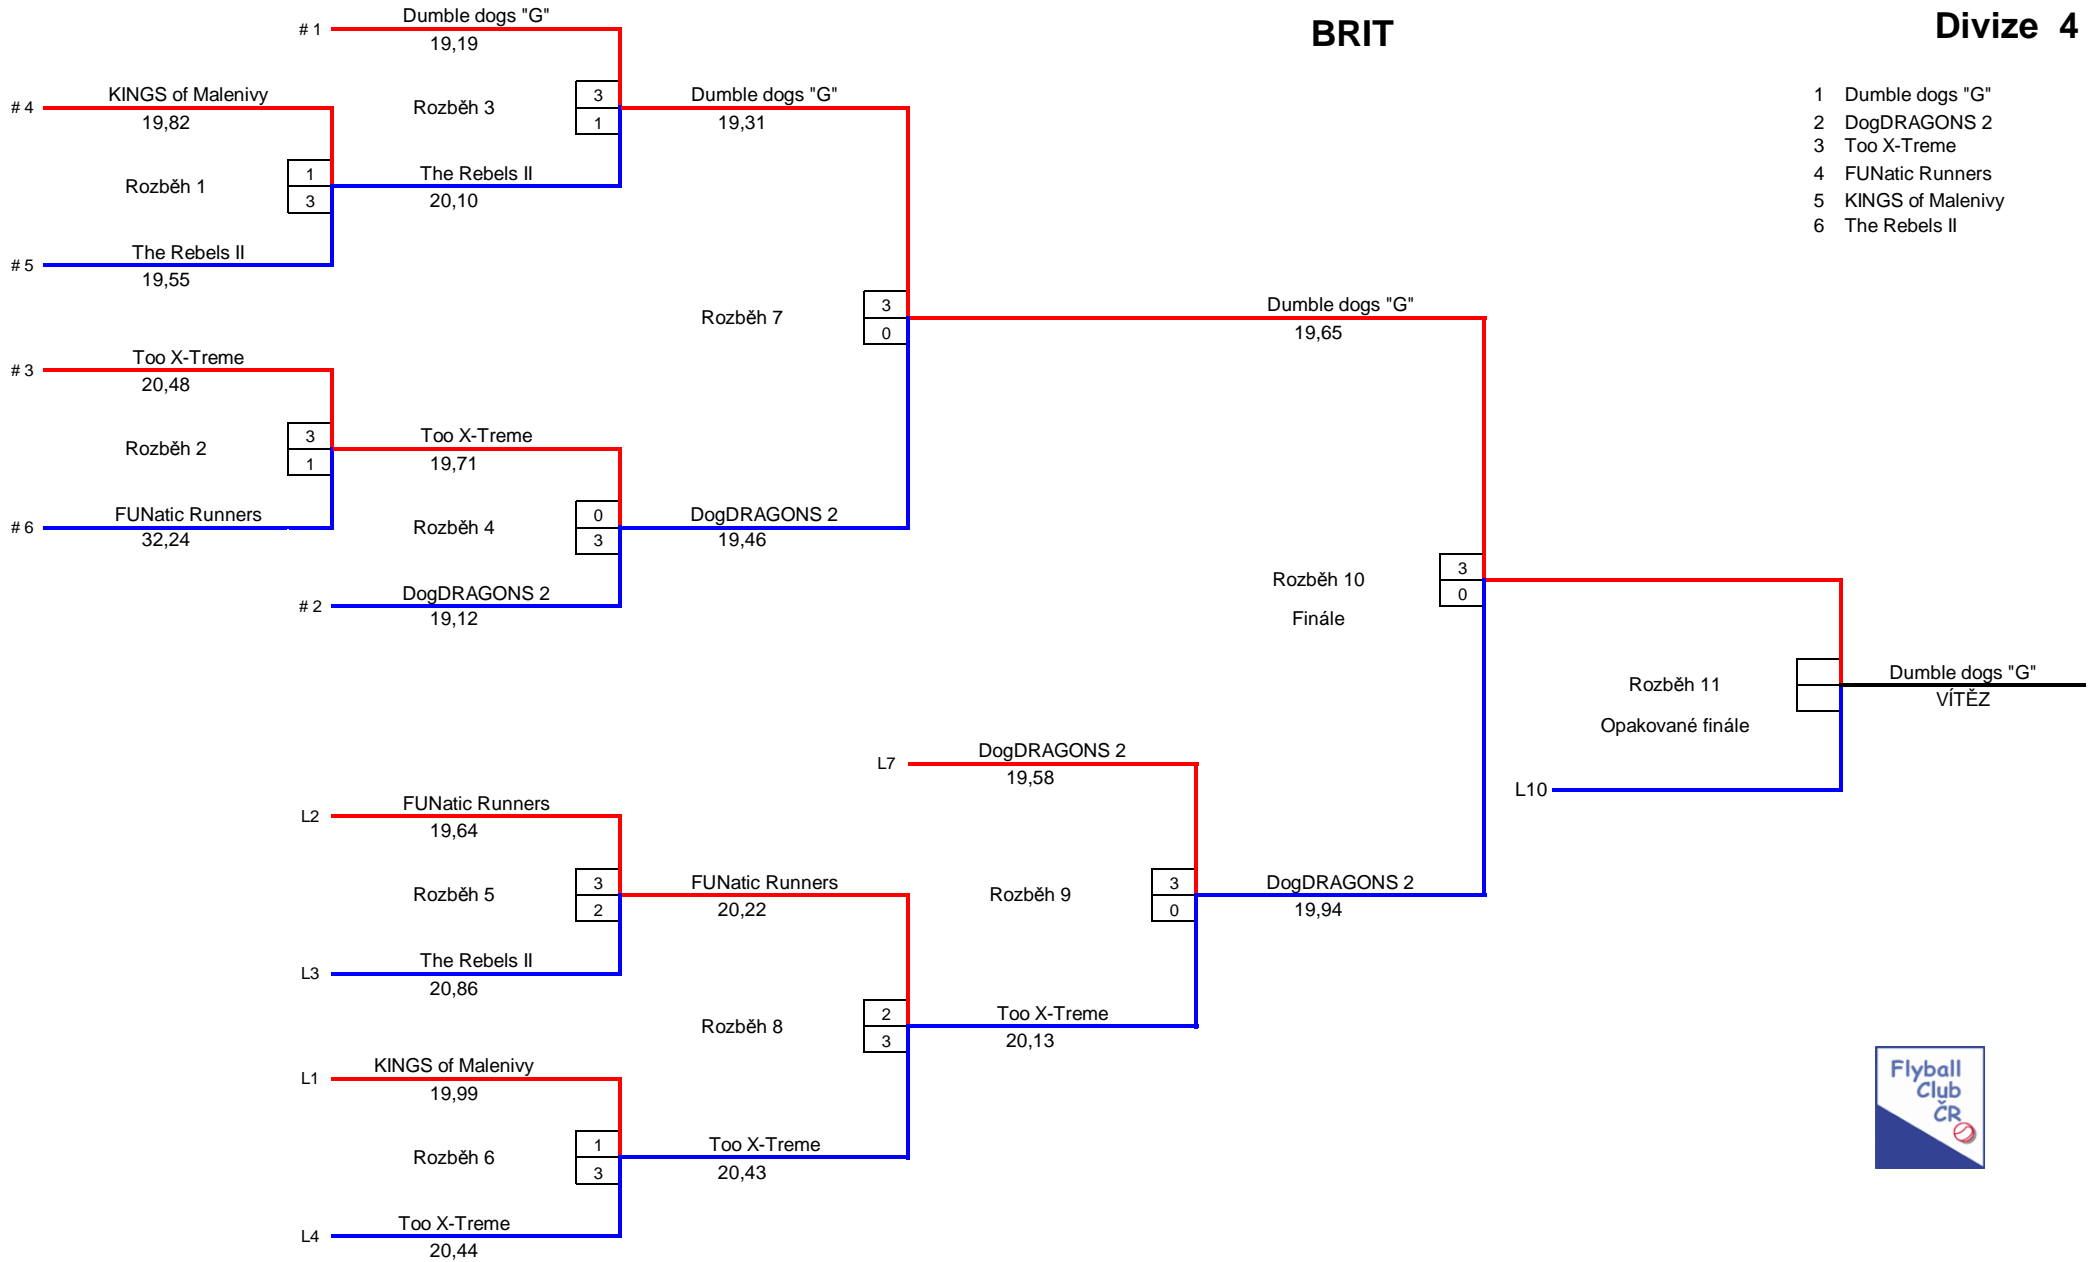 BRIT
Divize 4
1 Dumble dogs "G"
2 DogDRAGONS 2
3 Too X-Treme
4 FUNatic Runners
5 KINGS of Malenivy
6 The Rebels II
# 1
Dumble dogs "G"
19,19
# 4
KINGS of Malenivy
19,82
Rozběh 3
3
1
Dumble dogs "G"
19,31
Rozběh 1
1
3
The Rebels II
20,10
# 5
The Rebels II
19,55
Rozběh 7
3
0
Dumble dogs "G"
19,65
# 3
Too X-Treme
20,48
Rozběh 2
3
1
Too X-Treme
19,71
# 6
FUNatic Runners
32,24
Rozběh 4
0
3
DogDRAGONS 2
19,46
# 2
DogDRAGONS 2
19,12
Rozběh 10
Finále
3
0
Rozběh 11
Opakované finále
Dumble dogs "G"
VÍTĚZ
L7
DogDRAGONS 2
19,58
L10
L2
FUNatic Runners
19,64
Rozběh 5
3
2
FUNatic Runners
20,22
Rozběh 9
3
0
DogDRAGONS 2
19,94
L3
The Rebels II
20,86
Rozběh 8
2
3
Too X-Treme
20,13
L1
KINGS of Malenivy
19,99
Rozběh 6
1
3
Too X-Treme
20,43
L4
Too X-Treme
20,44
Flyball
Club
ČR